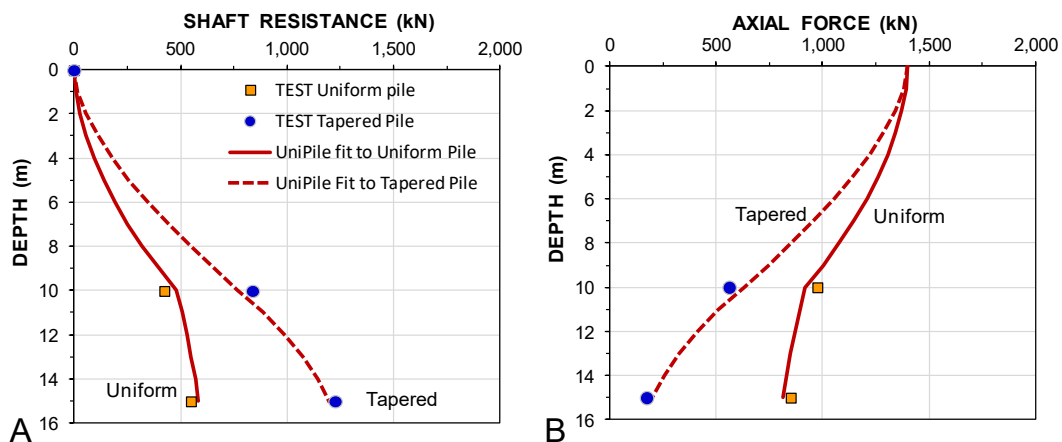 SHAFT RESISTANCE (kN)
0 500 1,000 1,500 2,000
DEPTH (m)
0
2
4
6
8
10
12
14
16
TEST Uniform pile
TEST Tapered Pile
UniPile fit to Uniform Pile
UniPile Fit to Tapered Pile
Uniform
Tapered
A
AXIAL FORCE (kN)
0 500 1,000 1,500 2,000
DEPTH (m)
0
2
4
6
8
10
12
14
16
Tapered
Uniform
B